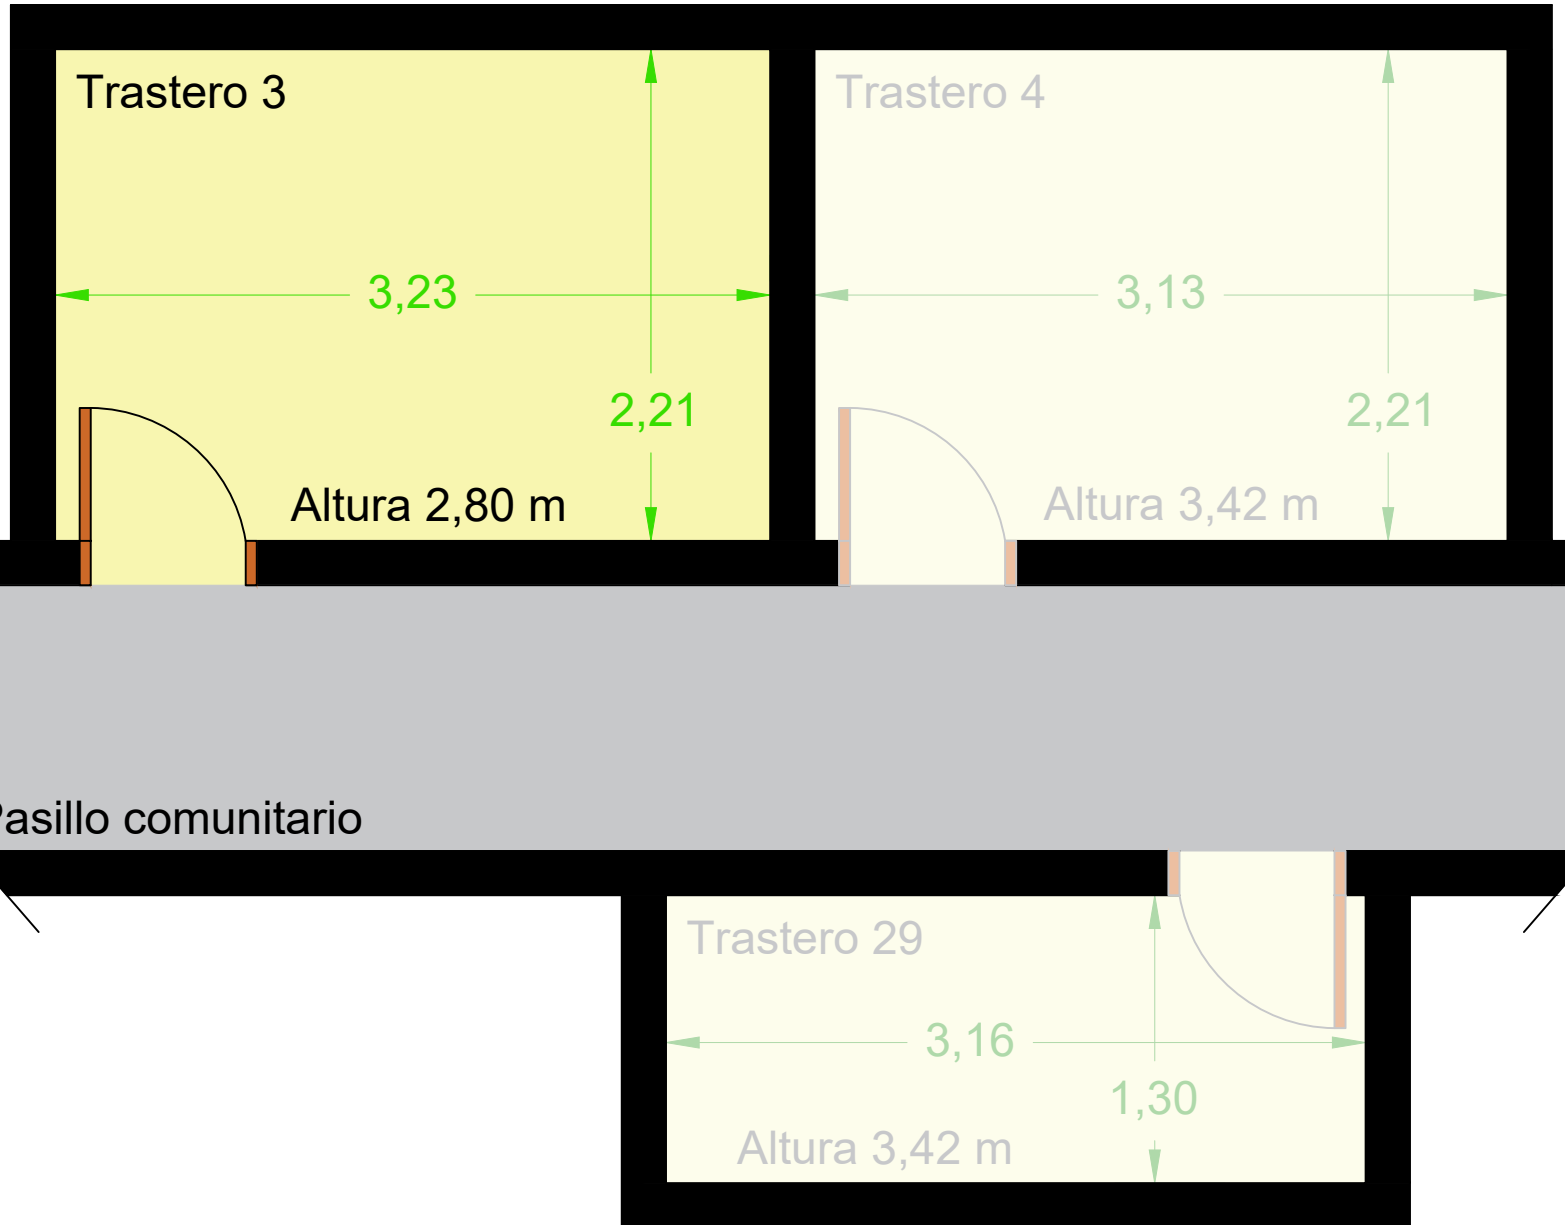 Trastero 3
Trastero 4
3,23
3,13
2,21
2,21
Altura 2,80 m
Altura 3,42 m
Pasillo comunitario
Trastero 29
3,16
1,30
Altura 3,42 m